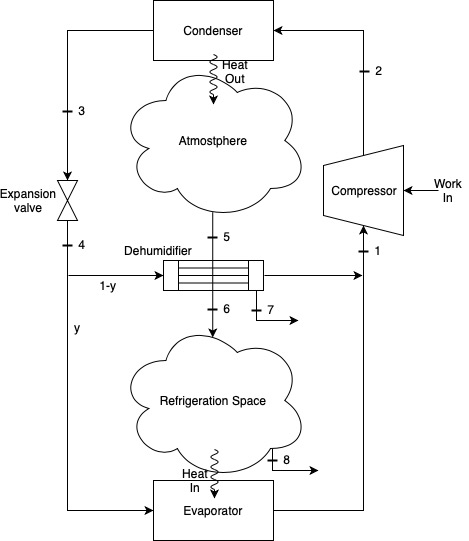 Condenser
Heat
Out
2
3
Atmostphere
Compressor
Work
In
Expansion
valve
4
5
1
Dehumidifier
1-y
6
7
y
Refrigeration Space
8
Heat
In
Evaporator